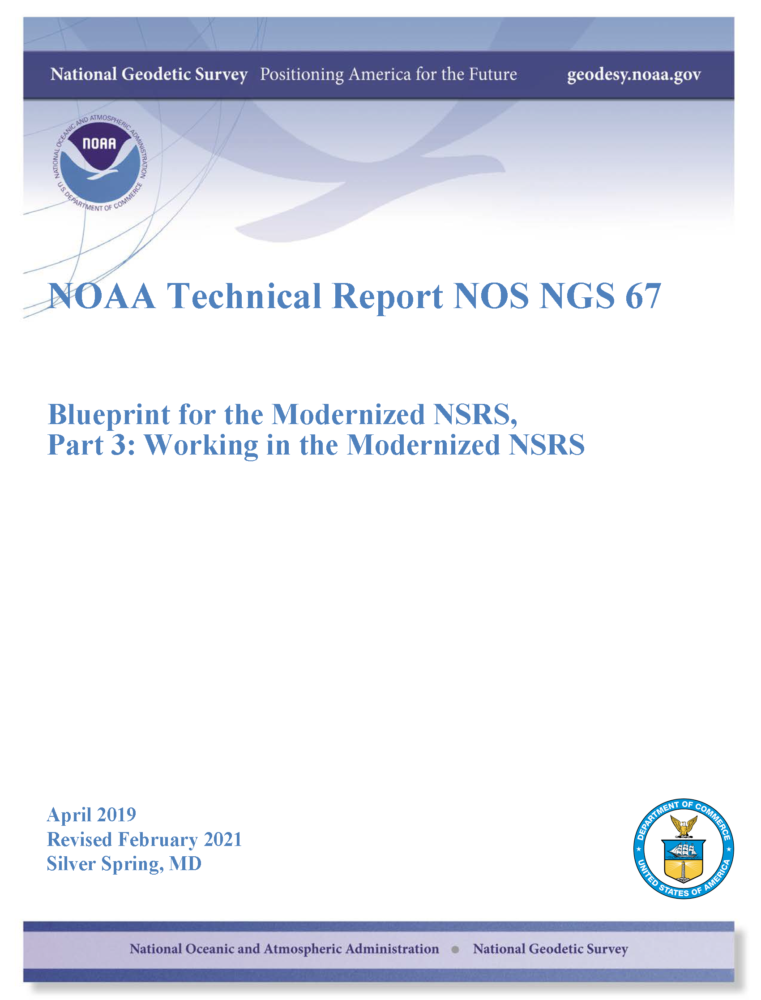 National Geodetic Survey Positioning America for the Future geodesy.noaa.gov
NATIONAL OCEANIC AND ATMOSPHERIC ADMINISTRATION
NOAA
U.S. DEPARTMENT OF COMMERCE
NOAA Technical Report NOS NGS 67
Blueprint for the Modernized NSRS,
Part 3: Working in the Modernized NSRS
April 2019
Revised February 2021
Silver Spring, MD
DEPARTMENT OF COMMERCE
UNITED STATES OF AMERICA
National Oceanic and Atmospheric Administration ● National Geodetic Survey